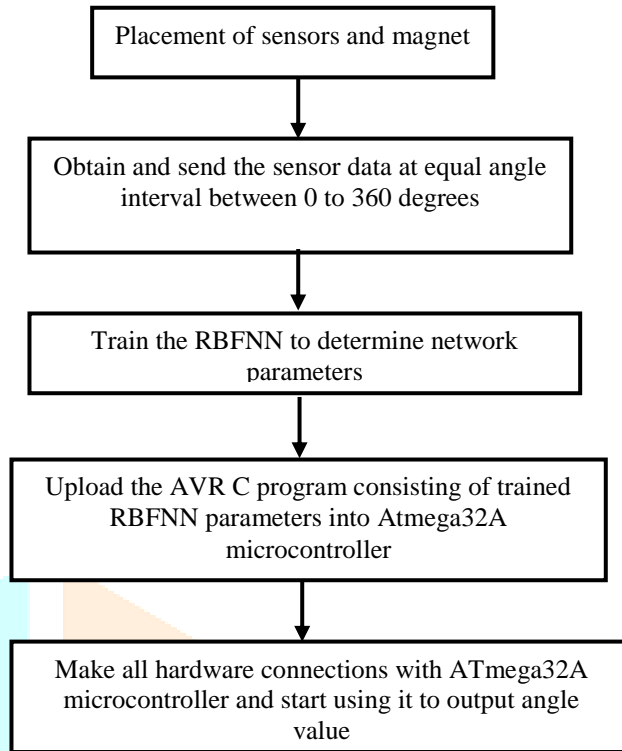 Placement of sensors and magnet
Obtain and send the sensor data at equal angle
interval between 0 to 360 degrees
Train the RBFNN to determine network
parameters
Upload the AVR C program consisting of trained
RBFNN parameters into Atmega32A
microcontroller
Make all hardware connections with ATmega32A
microcontroller and start using it to output angle
value